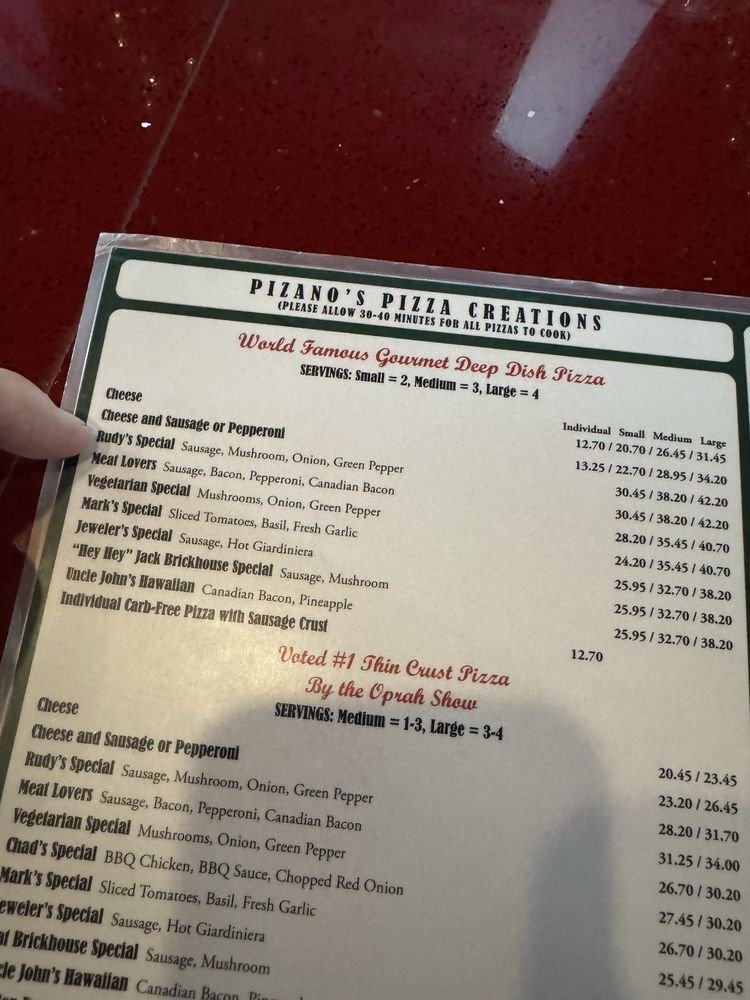 PIZANO'S PIZZA CREATIONS
(PLEASE ALLOW 30-40 MINUTES FOR ALL PIZZAS TO COOK)
World Famous Gourmet Deep Dish Pizza
SERVINGS: Small = 2, Medium = 3, Large = 4
Individual Small Medium Large
Cheese 12.70 / 20.70 / 26.45 / 31.45
Cheese and Sausage or Pepperoni 13.25 / 22.70 / 28.95 / 34.20
Rudy's Special Sausage, Mushroom, Onion, Green Pepper 30.45 / 38.20 / 42.20
Meat Lovers Sausage, Bacon, Pepperoni, Canadian Bacon 30.45 / 38.20 / 42.20
Vegetarian Special Mushrooms, Onion, Green Pepper 28.20 / 35.45 / 40.70
Mark's Special Sliced Tomatoes, Basil, Fresh Garlic 24.20 / 35.45 / 40.70
Jeweler's Special Sausage, Hot Giardiniera 25.95 / 32.70 / 38.20
"Hey Hey" Jack Brickhouse Special Sausage, Mushroom 25.95 / 32.70 / 38.20
Uncle John's Hawaiian Canadian Bacon, Pineapple 25.95 / 32.70 / 38.20
Individual Carb-Free Pizza with Sausage Crust 12.70
Voted #1 Thin Crust Pizza
By the Oprah Show
SERVINGS: Medium = 1-3, Large = 3-4
Cheese 20.45 / 23.45
Cheese and Sausage or Pepperoni 23.20 / 26.45
Rudy's Special Sausage, Mushroom, Onion, Green Pepper 28.20 / 31.70
Meat Lovers Sausage, Bacon, Pepperoni, Canadian Bacon 31.25 / 34.00
Vegetarian Special Mushrooms, Onion, Green Pepper 26.70 / 30.20
Chad's Special BBQ Chicken, BBQ Sauce, Chopped Red Onion 27.45 / 30.20
Mark's Special Sliced Tomatoes, Basil, Fresh Garlic 26.70 / 30.20
eweler's Special Sausage, Hot Giardiniera 25.45 / 29.45
at Brickhouse Special Sausage, Mushroom
cle John's Hawaiian Canadian Bacon,